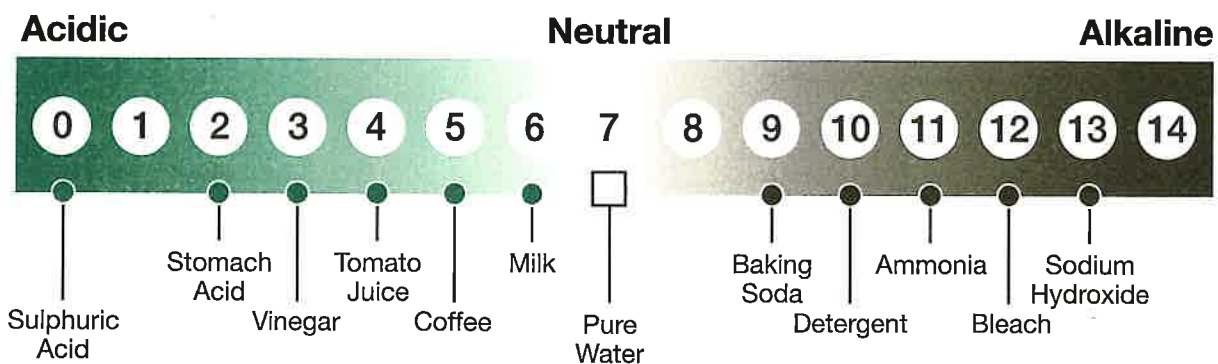 Acidic
Neutral
Alkaline
0 1 2 3 4 5 6 7 8 9 10 11 12 13 14
Sulphuric
Acid
Stomach
Acid
Vinegar
Tomato
Juice
Coffee
Milk
Pure
Water
Baking
Soda
Detergent
Ammonia
Bleach
Sodium
Hydroxide